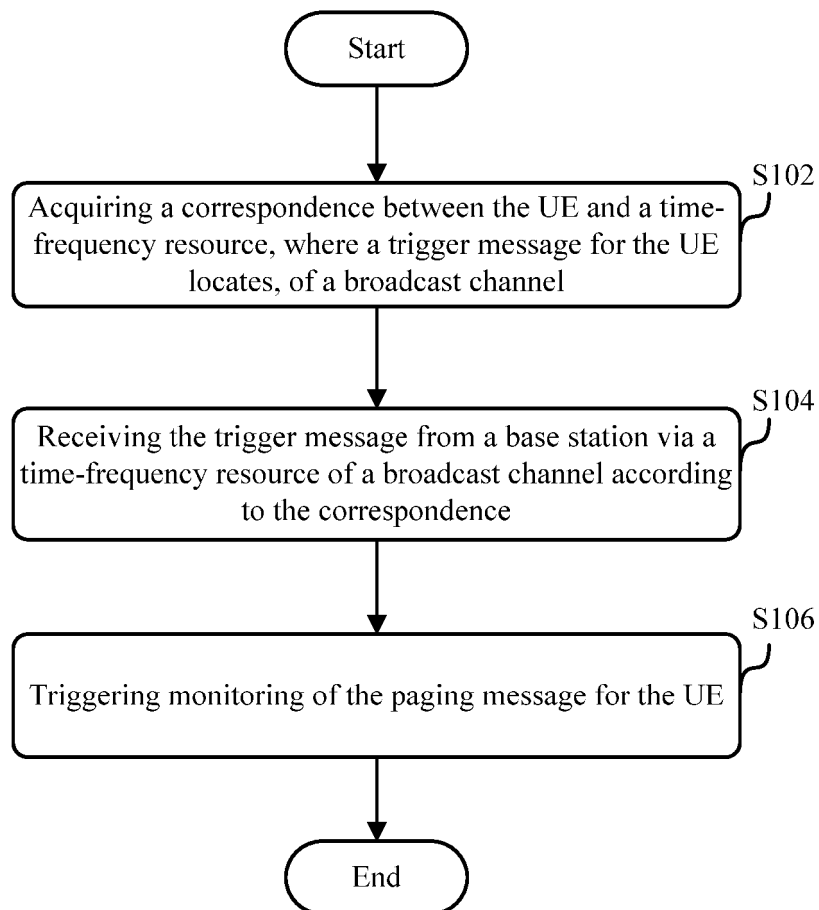 Start
S102
Acquiring a correspondence between the UE and a time-
frequency resource, where a trigger message for the UE
locates, of a broadcast channel
S104
Receiving the trigger message from a base station via a
time-frequency resource of a broadcast channel according
to the correspondence
S106
Triggering monitoring of the paging message for the UE
End